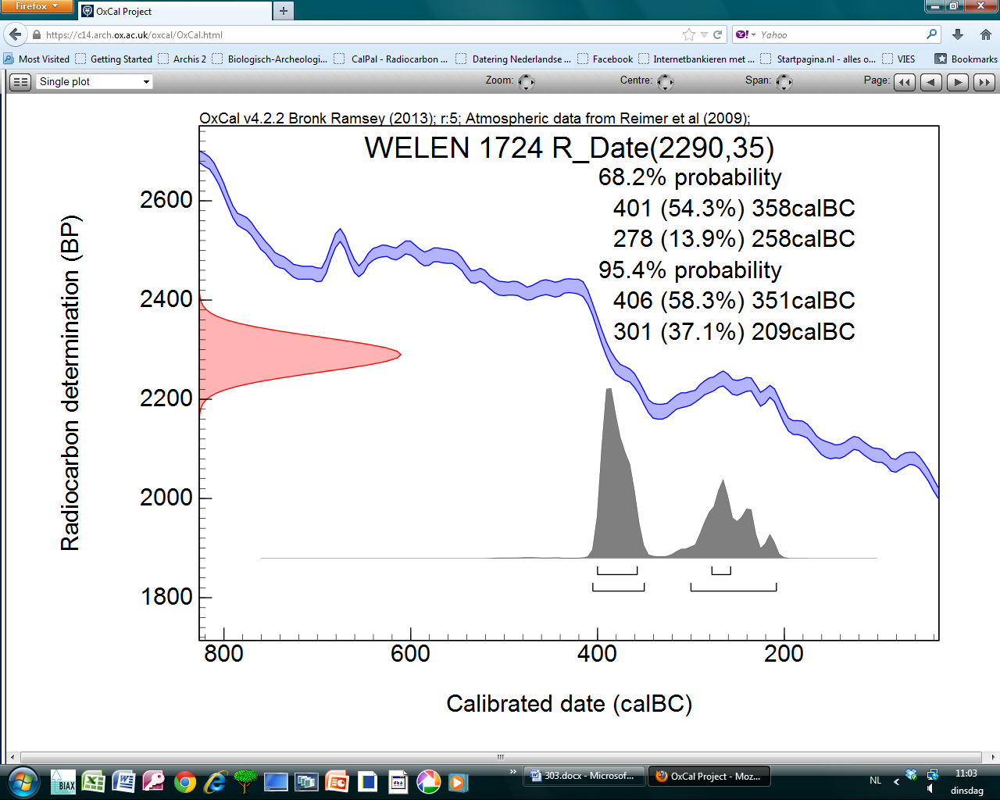 Firefox
OxCal Project
https://c14.arch.ox.ac.uk/oxcal/OxCal.html
Yahoo
Most Visited Getting Started Archis 2 Biologisch-Archeologi... CalPal - Radiocarbon ... Datering Nederlandse ... Facebook Internetbankieren met ... Startpagina.nl - alles o... VIES Bookmarks
Single plot Zoom: Centre: Span: Page:
OxCal v4.2.2 Bronk Ramsey (2013); r:5; Atmospheric data from Reimer et al (2009);
WELEN 1724 R_Date(2290,35)
68.2% probability
401 (54.3%) 358calBC
278 (13.9%) 258calBC
95.4% probability
406 (58.3%) 351calBC
301 (37.1%) 209calBC
Radiocarbon determination (BP)
2600
2400
2200
2000
1800
800 600 400 200
Calibrated date (calBC)
BIAX
303.docx - Microsof...
OxCal Project - Moz...
NL
11:03
dinsdag